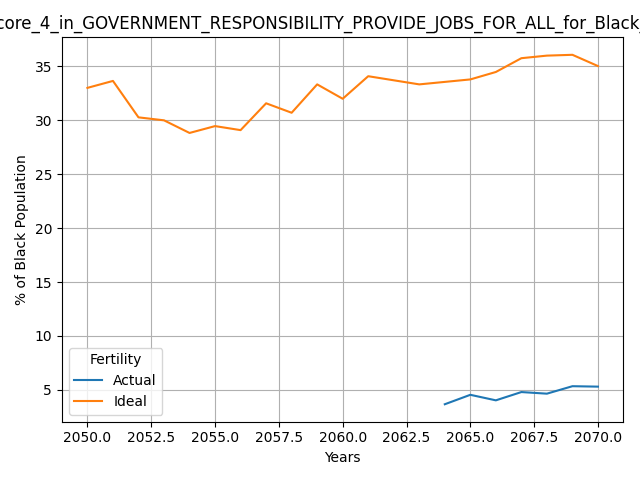 core_4_in_GOVERNMENT_RESPONSIBILITY_PROVIDE_JOBS_FOR_ALL_for_Black_
% of Black Population
35
30
25
20
15
10
5
Fertility
Actual
Ideal
2050.0 2052.5 2055.0 2057.5 2060.0 2062.5 2065.0 2067.5 2070.0
Years